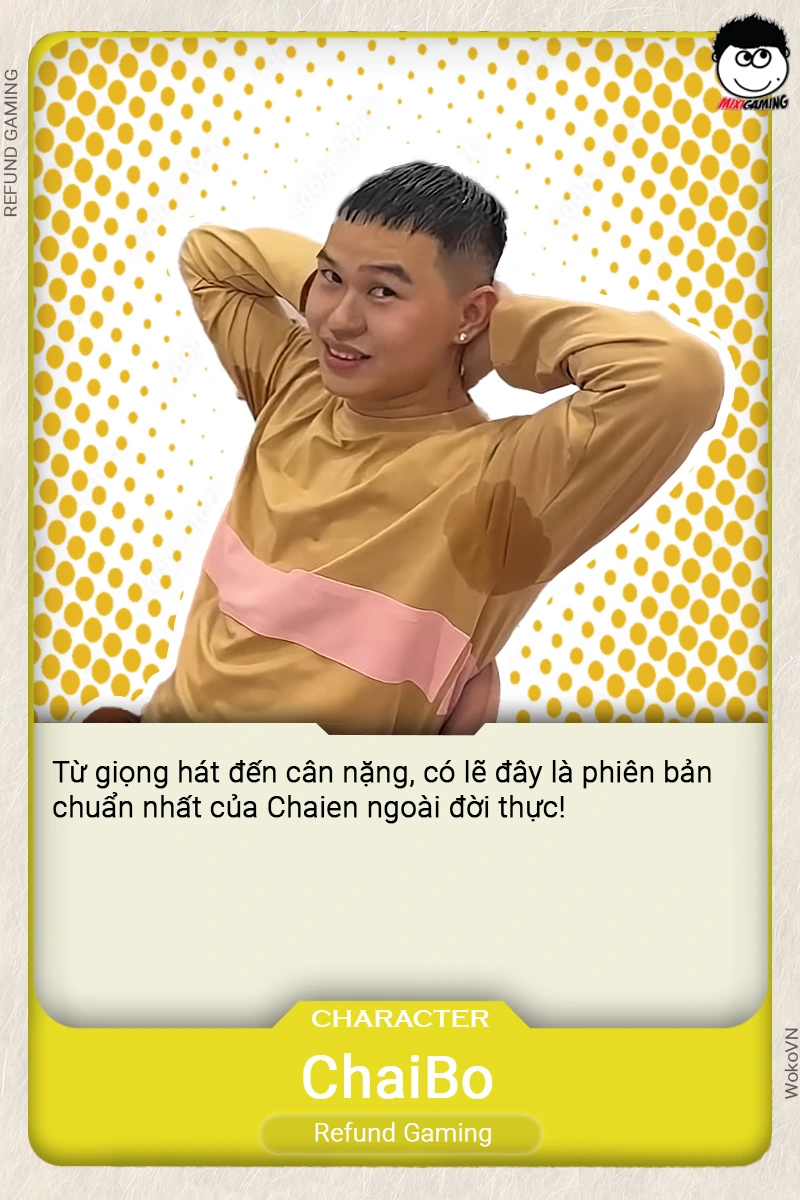 REFUND GAMING
MIXIGAMING
Từ giọng hát đến cân nặng, có lẽ đây là phiên bản
chuẩn nhất của Chaien ngoài đời thực!
CHARACTER
ChaiBo
Refund Gaming
WokoVN